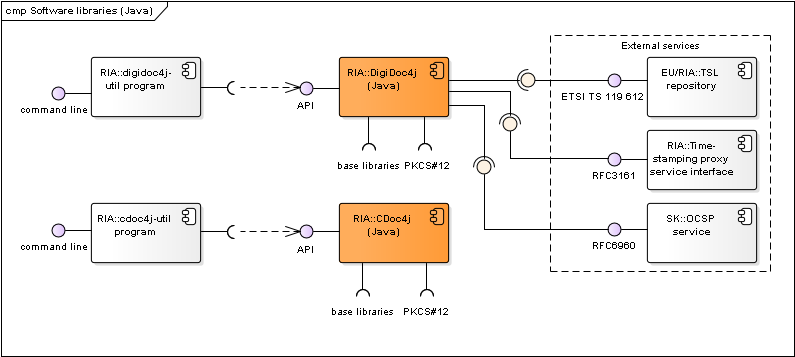 cmp Software libraries (Java)
External services
RIA::digidoc4j-
util program
RIA::DigiDoc4j
(Java)
EU/RIA::TSL
repository
command line
API
ETSI TS 119 612
base libraries
PKCS#12
RIA::Time-
stamping proxy
service interface
RFC3161
RIA::cdoc4j-util
program
RIA::CDoc4j
(Java)
SK::OCSP
service
command line
API
RFC6960
base libraries
PKCS#12